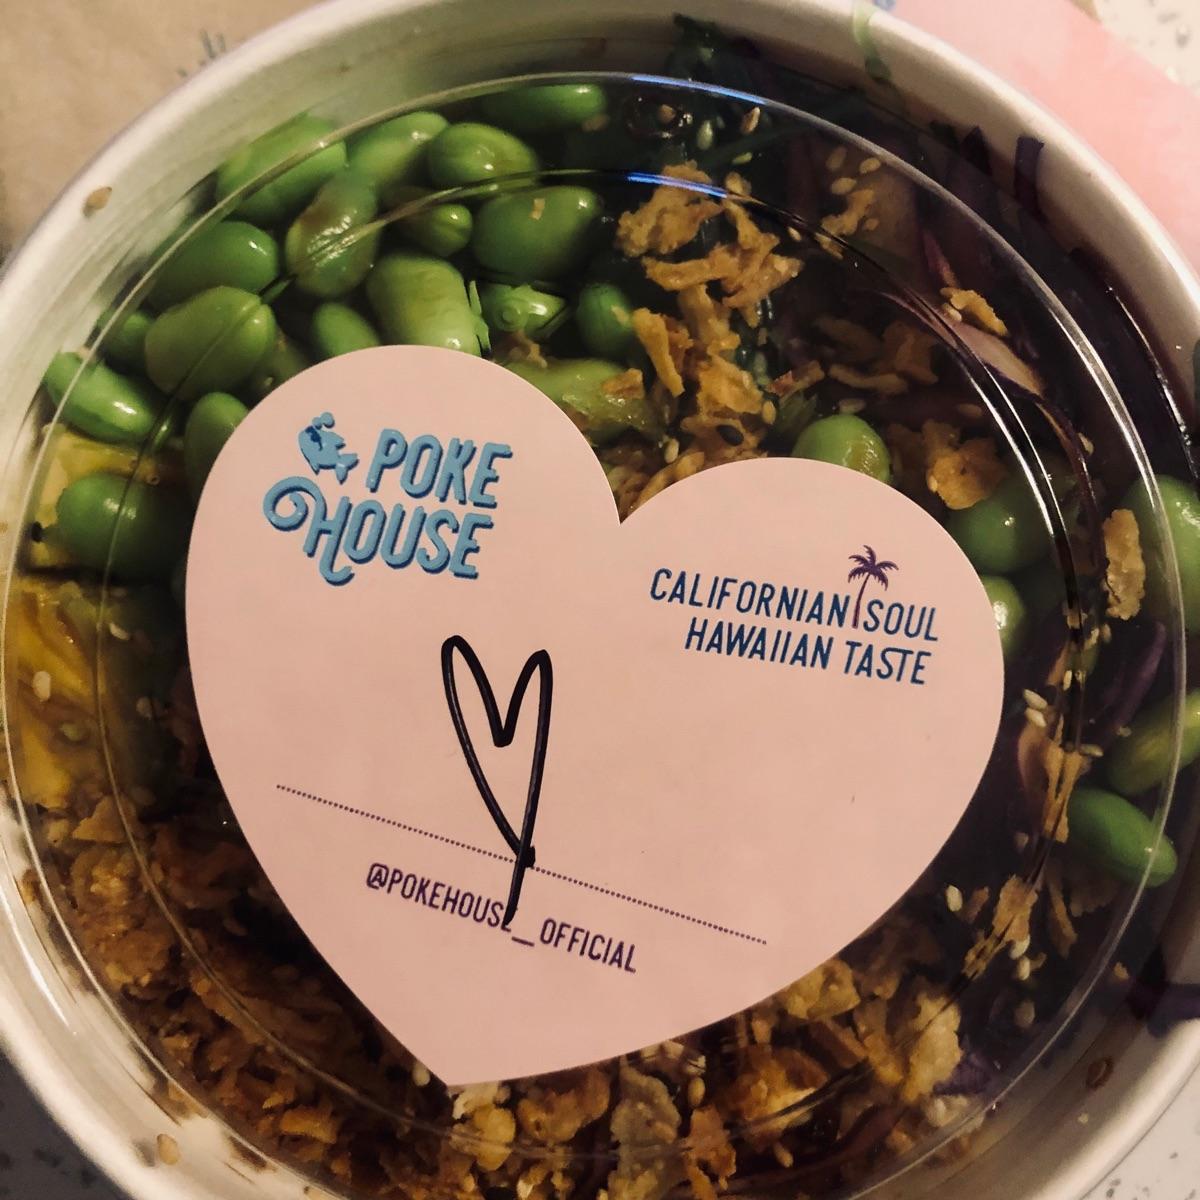 POKE
HOUSE
CALIFORNIAN SOUL
HAWAIIAN TASTE
@POKEHOUSE_OFFICIAL